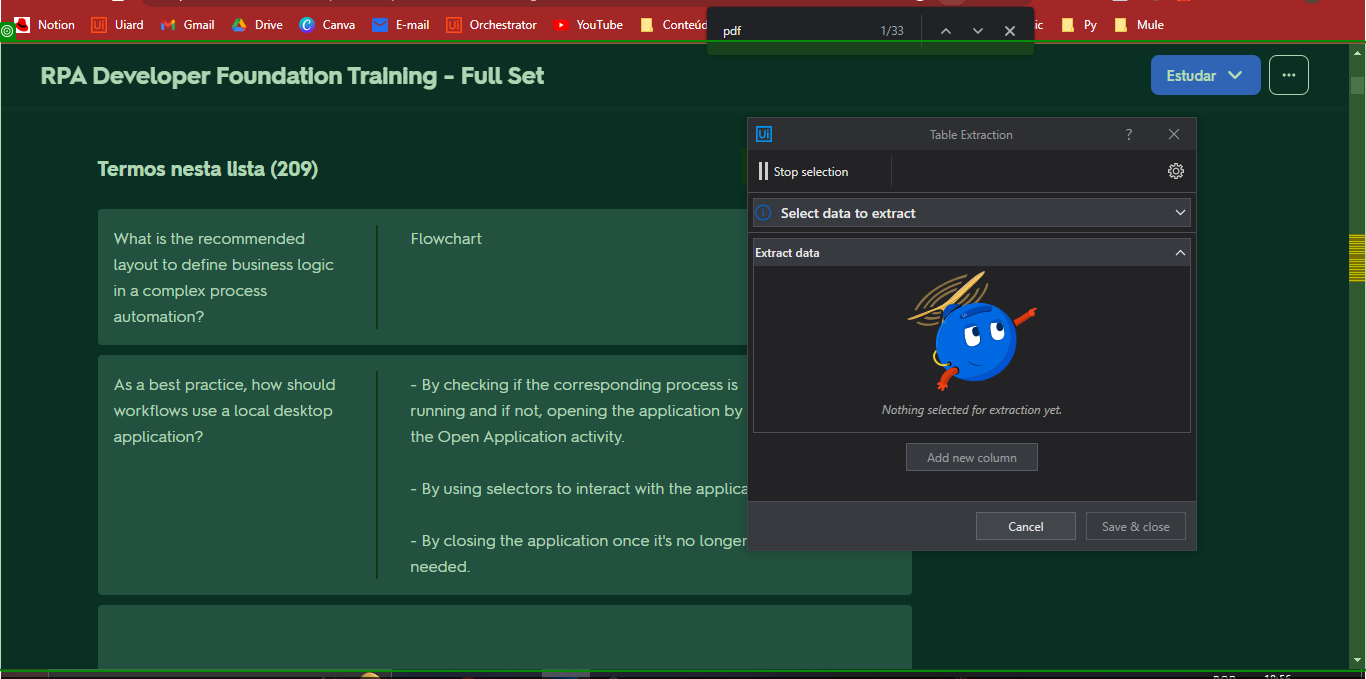 Notion Uiard Gmail Drive Canva E-mail Orchestrator YouTube Conteúd ic Py Mule
pdf 1/33
RPA Developer Foundation Training - Full Set
Estudar
Termos nesta lista (209)
What is the recommended
layout to define business logic
in a complex process
automation?
Flowchart
As a best practice, how should
workflows use a local desktop
application?
- By checking if the corresponding process is
running and if not, opening the application by
the Open Application activity.
- By using selectors to interact with the applica
- By closing the application once it's no longer
needed.
Ui Table Extraction ?
Stop selection
Select data to extract
Extract data
Nothing selected for extraction yet.
Add new column
Cancel Save & close